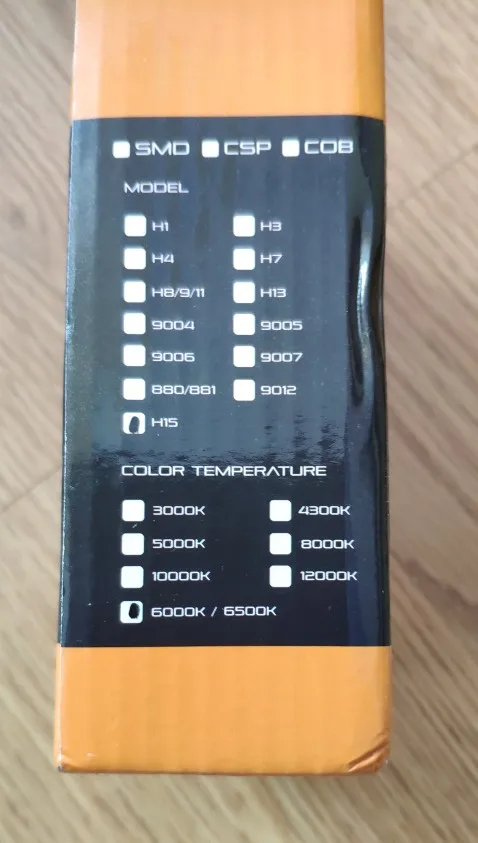 SMD CSP COB
MODEL
H1 H3
H4 H7
H8/9/11 H13
9004 9005
9006 9007
880/881 9012
H15
COLOR TEMPERATURE
3000K 4300K
5000K 8000K
10000K 12000K
6000K / 6500K